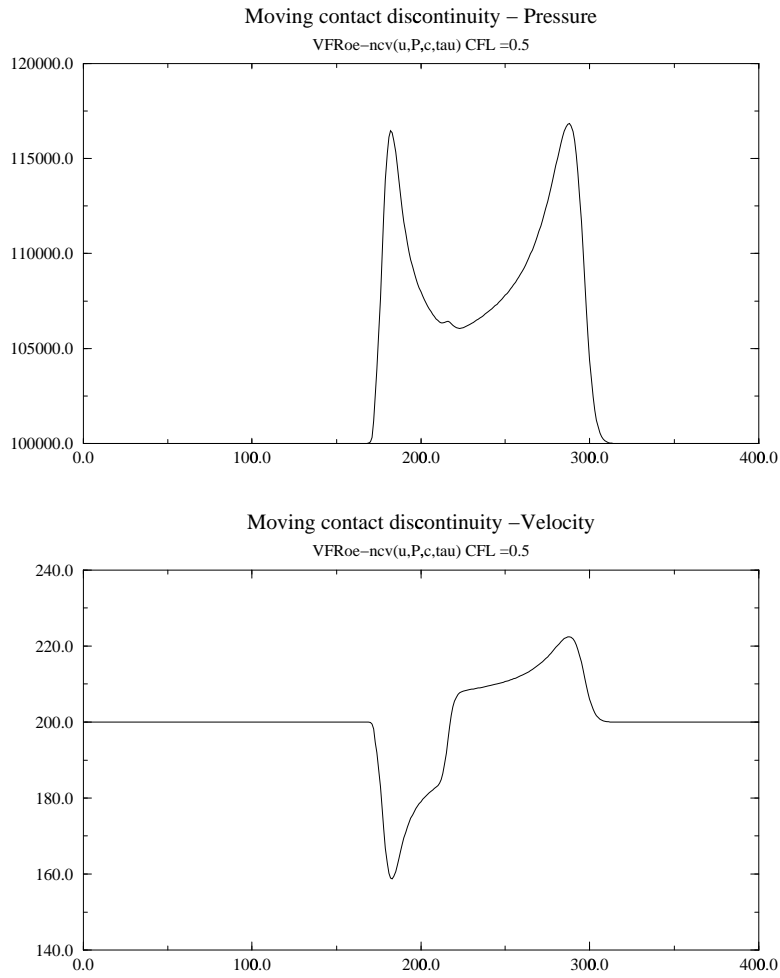 Moving contact discontinuity – Pressure
VFRoe−ncv(u,P,c,tau) CFL =0.5
120000.0
115000.0
110000.0
105000.0
100000.0
0.0 100.0 200.0 300.0 400.0
Moving contact discontinuity –Velocity
VFRoe−ncv(u,P,c,tau) CFL =0.5
240.0
220.0
200.0
180.0
160.0
140.0
0.0 100.0 200.0 300.0 400.0